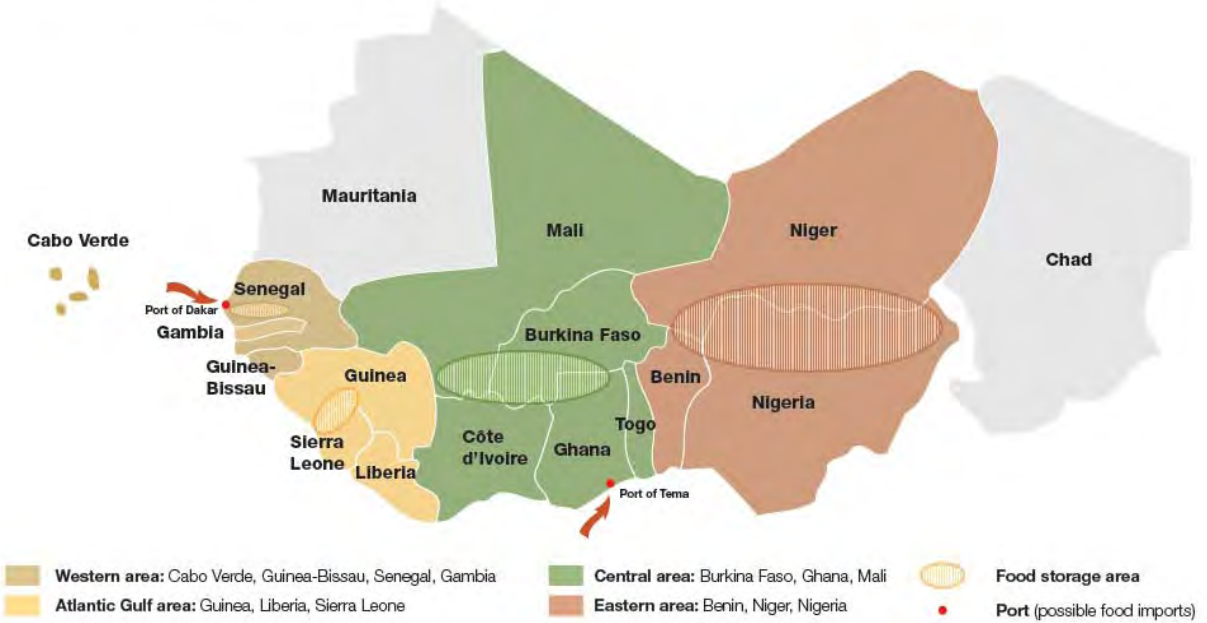 Mauritania
Cabo Verde
Mali
Niger
Chad
Senegal
Port of Dakar
Gambia
Guinea-
Bissau
Guinea
Burkina Faso
Benin
Nigeria
Sierra
Leone
Liberia
Côte
d'Ivoire
Ghana
Togo
Port of Tema
Western area: Cabo Verde, Guinea-Bissau, Senegal, Gambia
Atlantic Gulf area: Guinea, Liberia, Sierra Leone
Central area: Burkina Faso, Ghana, Mali
Eastern area: Benin, Niger, Nigeria
Food storage area
Port (possible food imports)